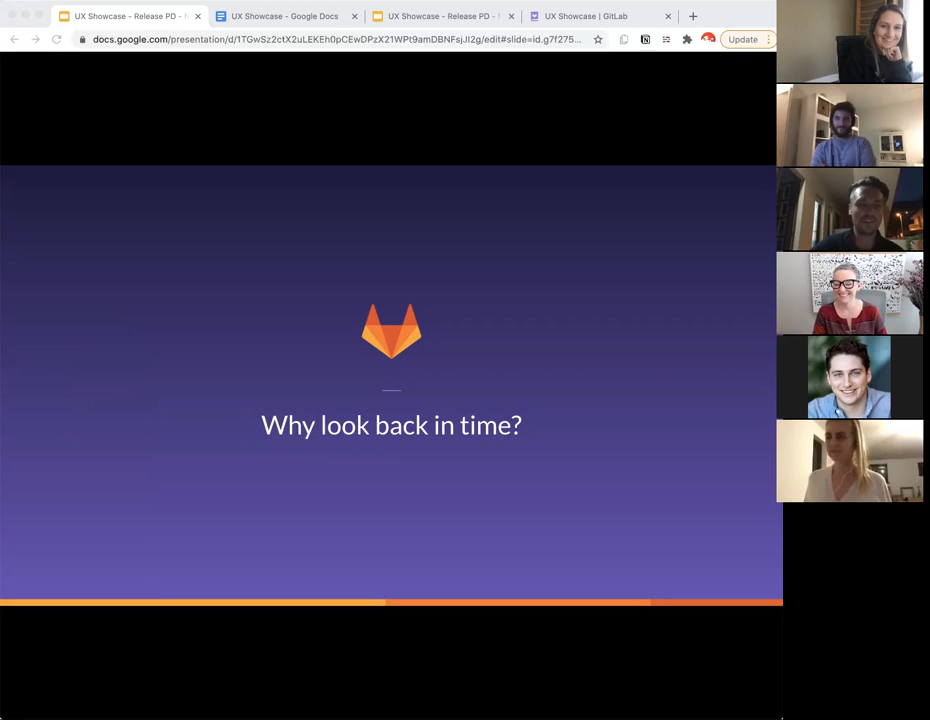 UX Showcase - Release PD -
UX Showcase - Google Docs
UX Showcase - Release PD -
UX Showcase | GitLab
docs.google.com/presentation/d/1TGwSz2ctX2uLEKEh0pCEwDPzX21WPt9amDBNFsjJI2g/edit#slide=id.g7f275...
Update
Why look back in time?